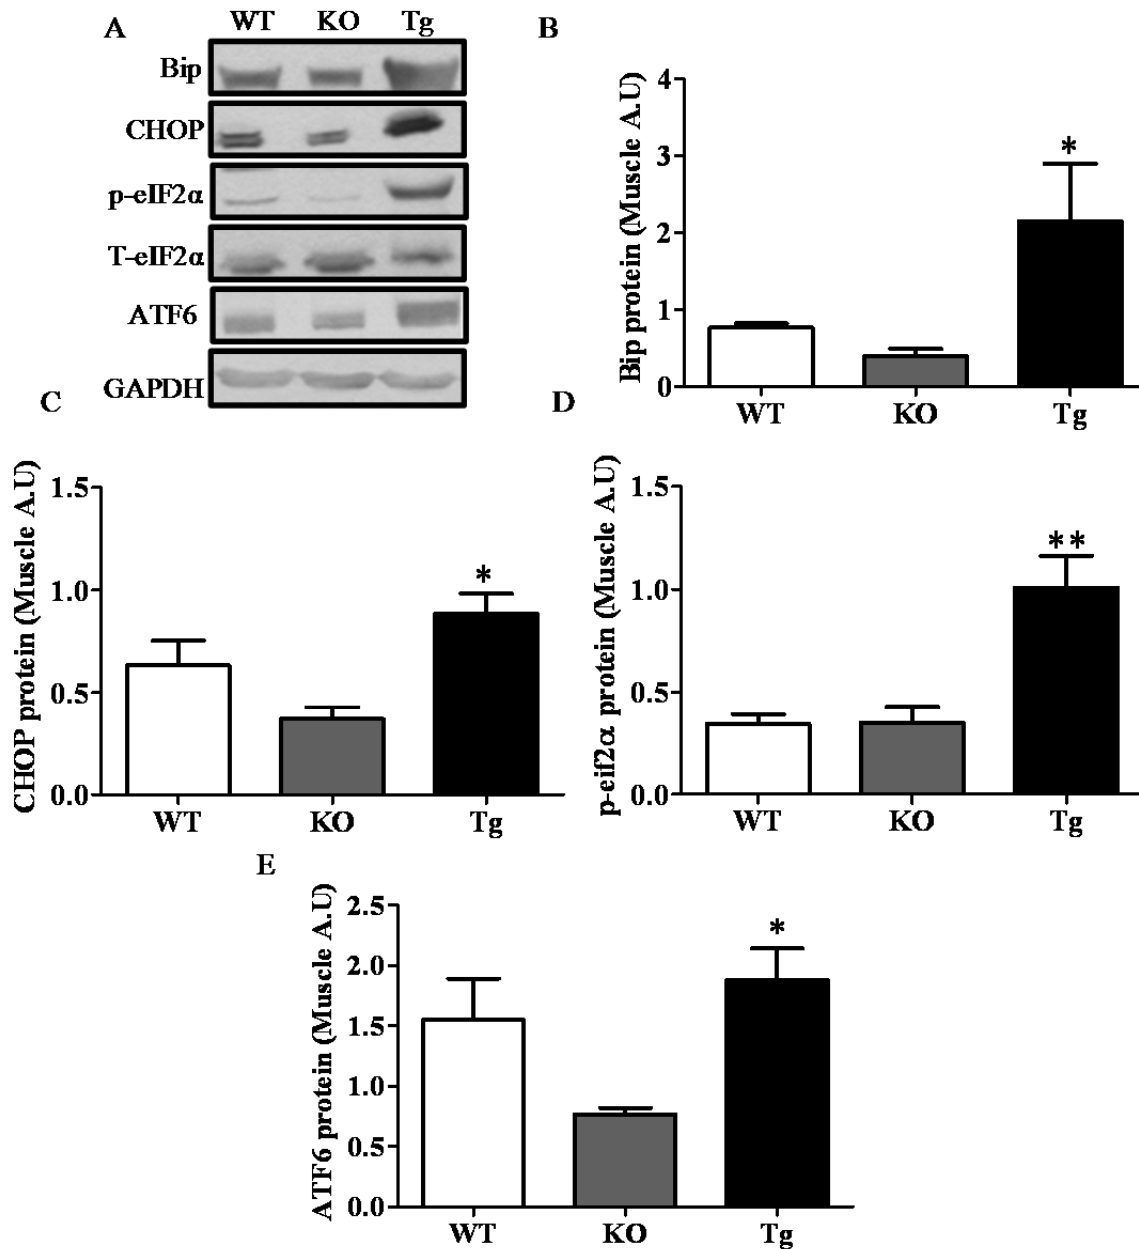 A
WT KO Tg
Bip
CHOP
p-eIF2α
T-eIF2α
ATF6
GAPDH
B
Bip protein (Muscle A.U)
4
3
2
1
0
*
WT KO Tg
C
CHOP protein (Muscle A.U)
1.5
1.0
0.5
0.0
*
WT KO Tg
D
p-eif2α protein (Muscle A.U)
1.5
1.0
0.5
0.0
**
WT KO Tg
E
ATF6 protein (Muscle A.U)
2.5
2.0
1.5
1.0
0.5
0.0
*
WT KO Tg